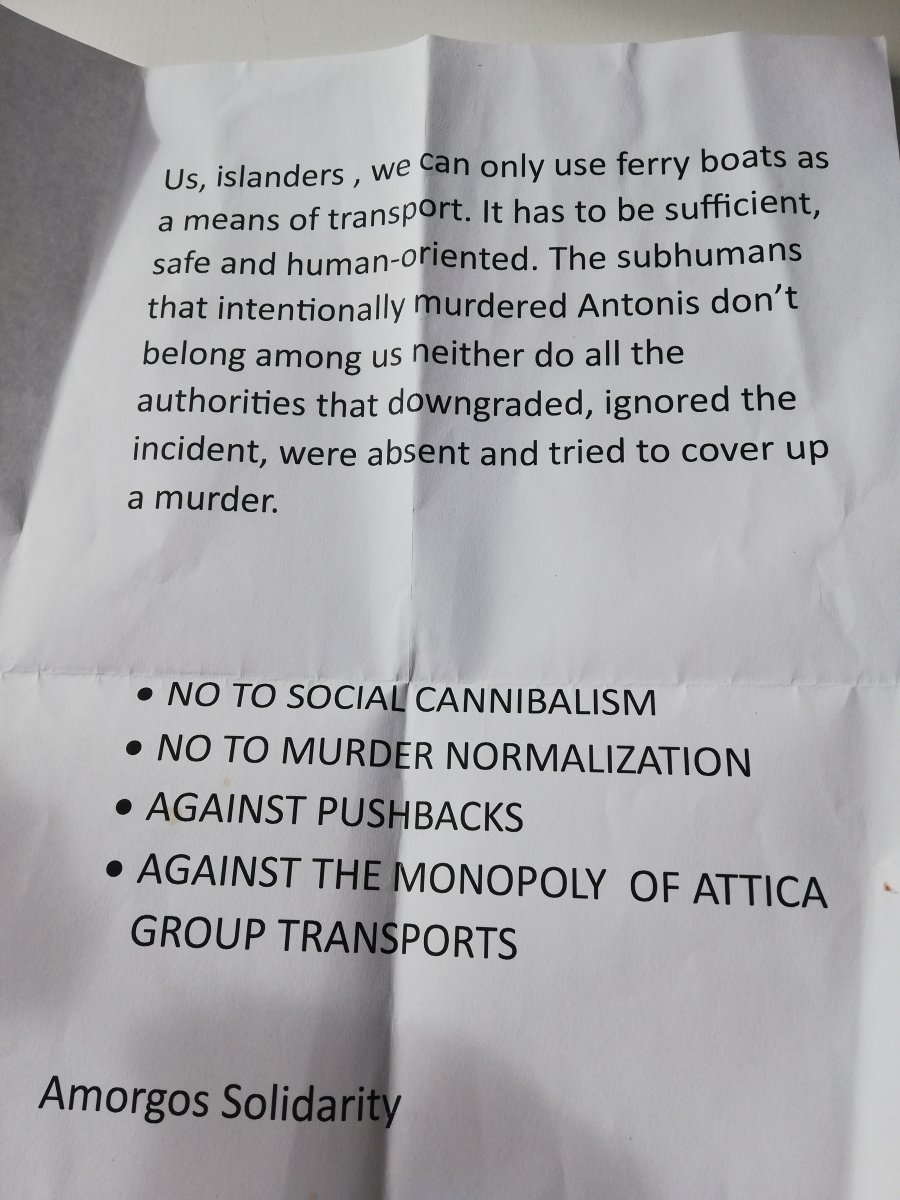 Us, islanders , we can only use ferry boats as
a means of transport. It has to be sufficient,
safe and human-oriented. The subhumans
that intentionally murdered Antonis don’t
belong among us neither do all the
authorities that downgraded, ignored the
incident, were absent and tried to cover up
a murder.
• NO TO SOCIAL CANNIBALISM
• NO TO MURDER NORMALIZATION
• AGAINST PUSHBACKS
• AGAINST THE MONOPOLY OF ATTICA
GROUP TRANSPORTS
Amorgos Solidarity